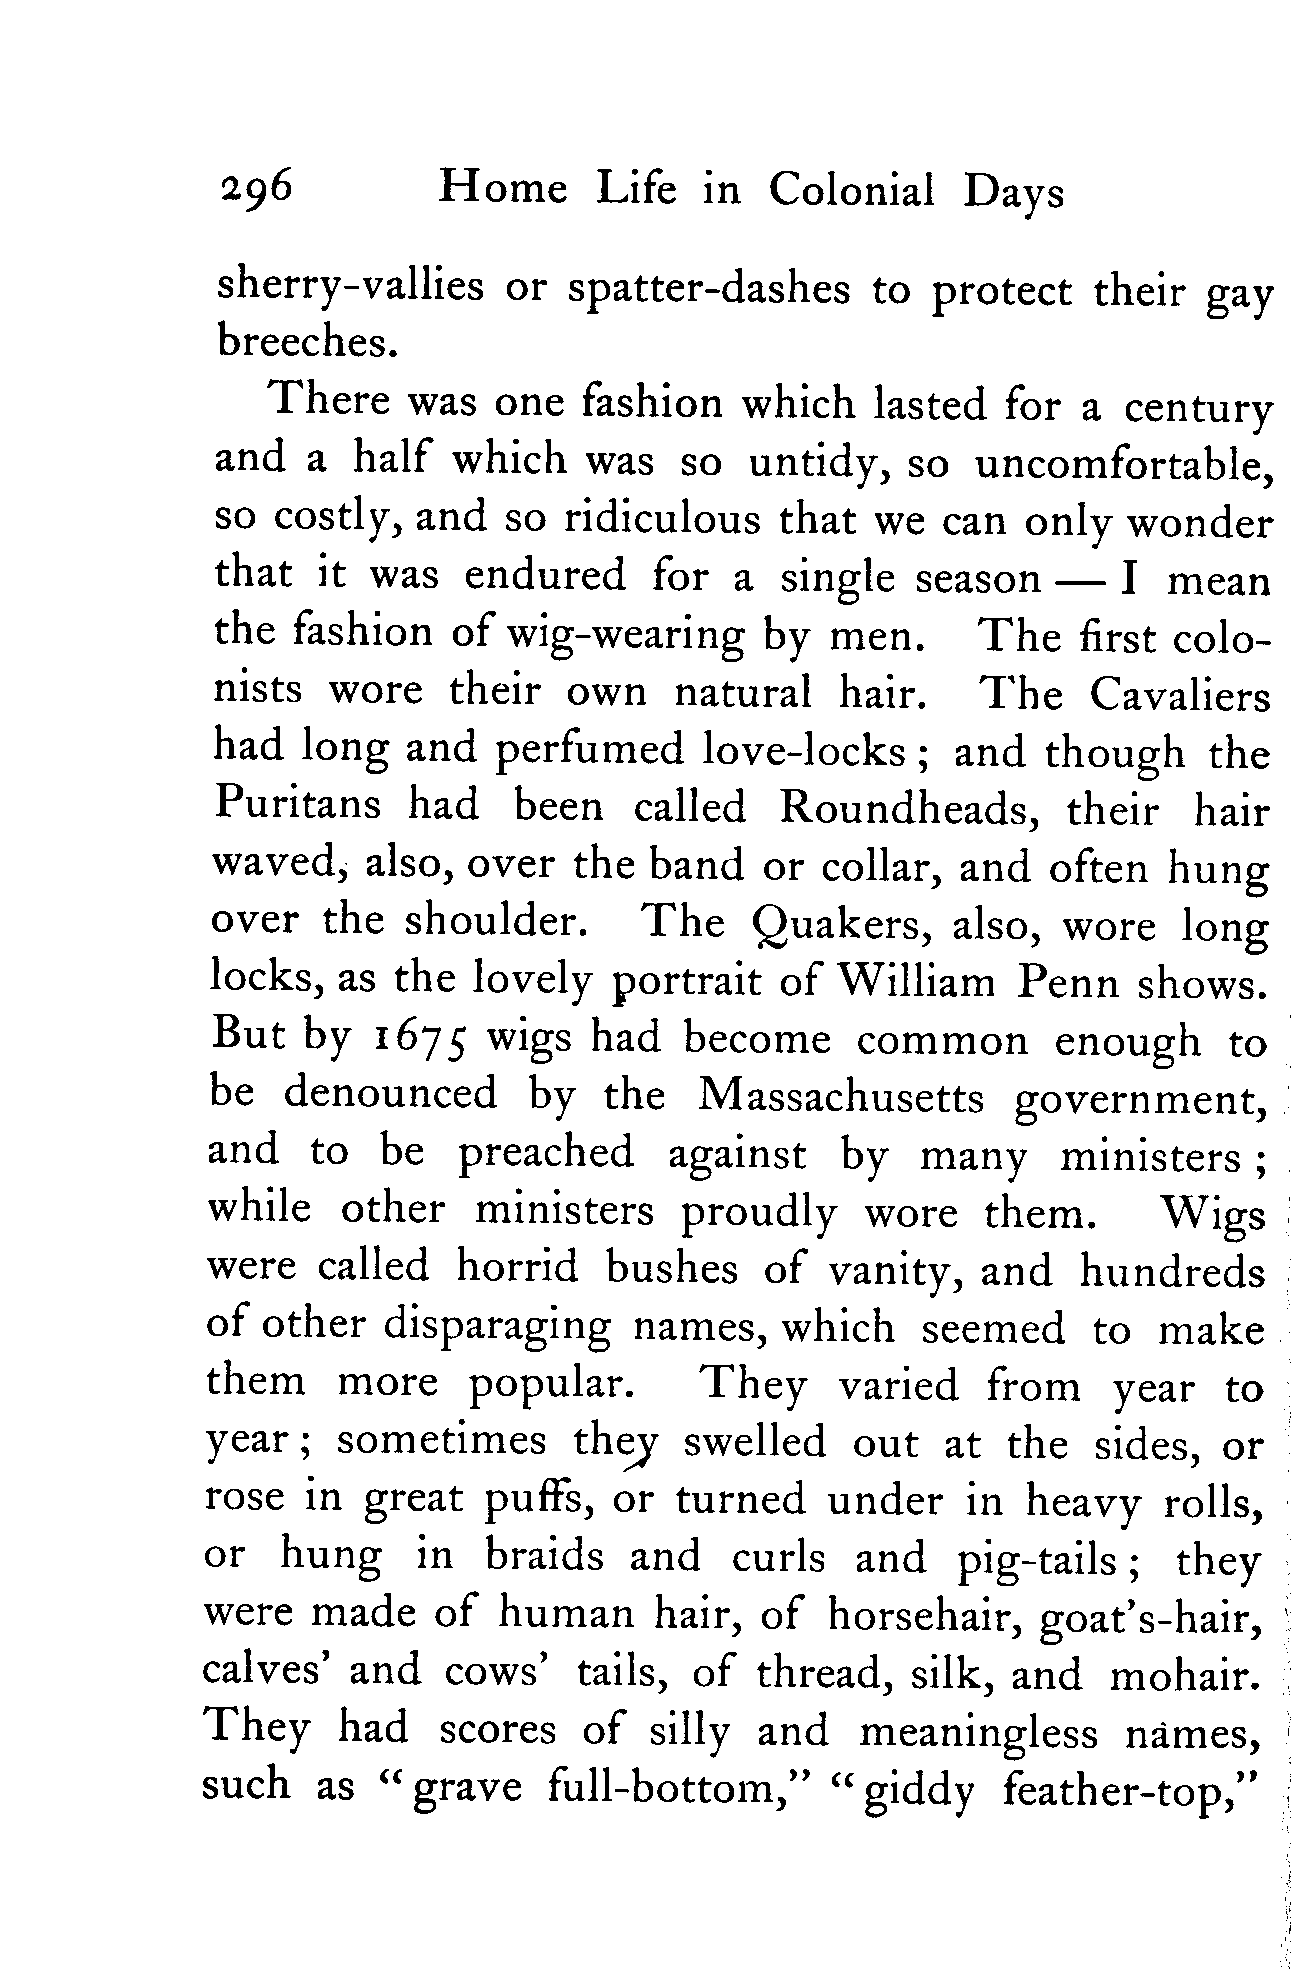 296 Home Life in Colonial Days
sherry-vallies or spatter-dashes to protect their gay
breeches.
There was one fashion which lasted for a century
and a half which was so untidy, so uncomfortable,
so costly, and so ridiculous that we can only wonder
that it was endured for a single season — I mean
the fashion of wig-wearing by men. The first colo-
nists wore their own natural hair. The Cavaliers
had long and perfumed love-locks ; and though the
Puritans had been called Roundheads, their hair
waved, also, over the band or collar, and often hung
over the shoulder. The Quakers, also, wore long
locks, as the lovely portrait of William Penn shows.
But by 1675 wigs had become common enough to
be denounced by the Massachusetts government,
and to be preached against by many ministers ;
while other ministers proudly wore them. Wigs
were called horrid bushes of vanity, and hundreds
of other disparaging names, which seemed to make
them more popular. They varied from year to
year ; sometimes they swelled out at the sides, or
rose in great puffs, or turned under in heavy rolls,
or hung in braids and curls and pig-tails ; they
were made of human hair, of horsehair, goat's-hair,
calves' and cows' tails, of thread, silk, and mohair.
They had scores of silly and meaningless names,
such as “grave full-bottom,” “giddy feather-top,”